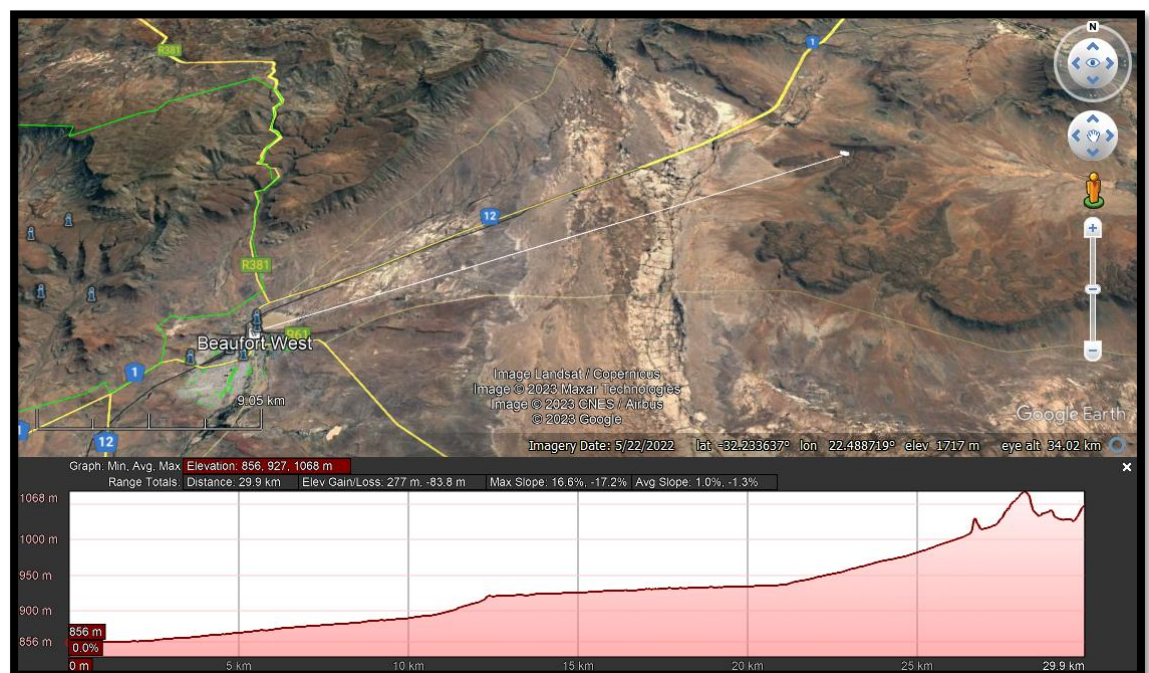 R381
1
N
12
R381
R61
Beaufort West
1
Image Landsat / Copernicus
Image © 2023 Maxar Technologies
9.05 km
Image © 2023 CNES / Airbus
© 2023 Google
Google Earth
1
12
Imagery Date: 5/22/2022 lat -32.233637° lon 22.488719° elev 1717 m eye alt 34.02 km
Graph: Min, Avg, Max Elevation: 856, 927, 1068 m
Range Totals: Distance: 29.9 km Elev Gain/Loss: 277 m, -83.8 m Max Slope: 16.6%, -17.2% Avg Slope: 1.0%, -1.3%
1068 m
1000 m
950 m
900 m
856 m
856 m
0.0%
0 m 5 km 10 km 15 km 20 km 25 km 29.9 km